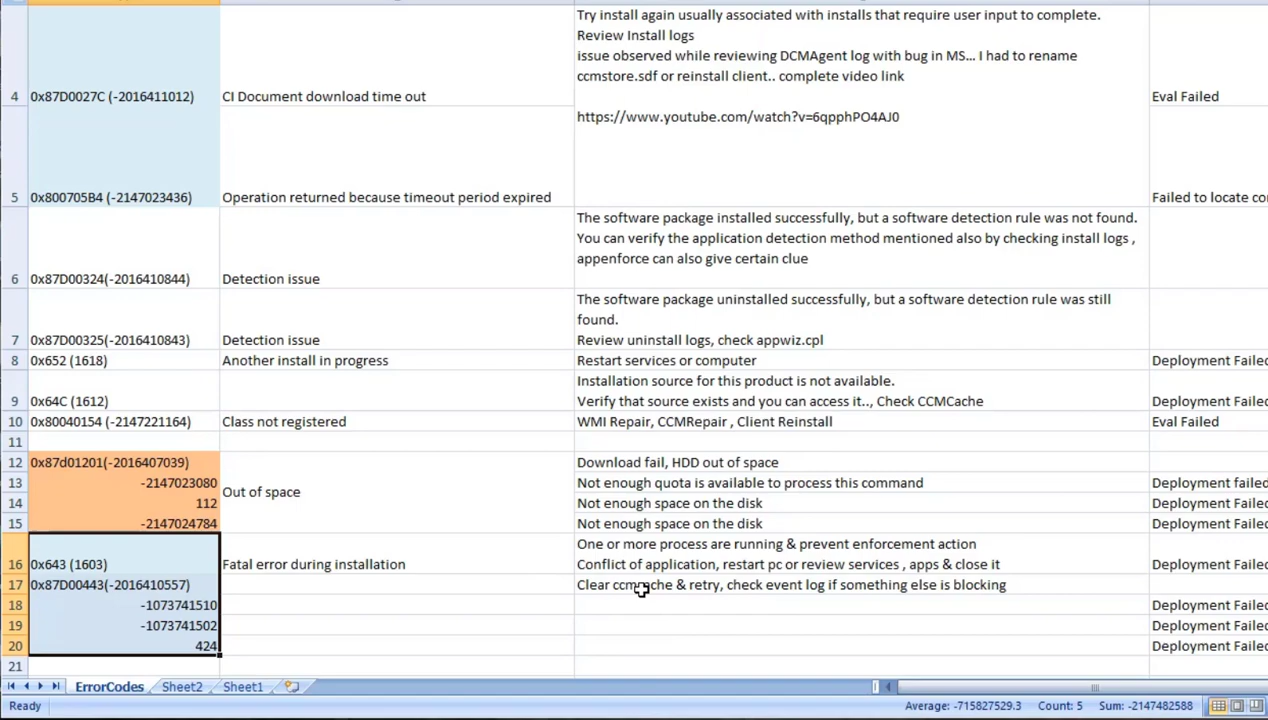 Try install again usually associated with installs that require user input to complete.
Review Install logs
issue observed while reviewing DCMAgent log with bug in MS... I had to rename
ccmstore.sdf or reinstall client.. complete video link
4 0x87D0027C (-2016411012) CI Document download time out Eval Failed
https://www.youtube.com/watch?v=6qpphPO4AJ0
5 0x800705B4 (-2147023436) Operation returned because timeout period expired Failed to locate co
The software package installed successfully, but a software detection rule was not found.
You can verify the application detection method mentioned also by checking install logs ,
appenforce can also give certain clue
6 0x87D00324(-2016410844) Detection issue
The software package uninstalled successfully, but a software detection rule was still
found.
7 0x87D00325(-2016410843) Detection issue Review uninstall logs, check appwiz.cpl
8 0x652 (1618) Another install in progress Restart services or computer Deployment Failed
Installation source for this product is not available.
9 0x64C (1612) Verify that source exists and you can access it.., Check CCMCache Deployment Failed
10 0x80040154 (-2147221164) Class not registered WMI Repair, CCMRepair , Client Reinstall Eval Failed
11
12 0x87d01201(-2016407039) Download fail, HDD out of space
13 -2147023080 Not enough quota is available to process this command Deployment failed
Out of space
14 112 Not enough space on the disk Deployment Failed
15 -2147024784 Not enough space on the disk Deployment Failed
One or more process are running & prevent enforcement action
16 0x643 (1603) Fatal error during installation Conflict of application, restart pc or review services , apps & close it Deployment Failed
17 0x87D00443(-2016410557) Clear ccmcache & retry, check event log if something else is blocking
18 -1073741510 Deployment Failed
19 -1073741502 Deployment Failed
20 424 Deployment Failed
21
ErrorCodes Sheet2 Sheet1
Ready Average: -715827529.3 Count: 5 Sum: -2147482588